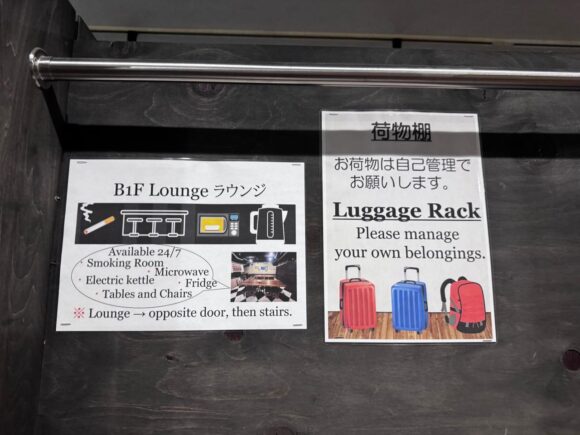 B1F Lounge ラウンジ
Available 24/7
・Smoking Room
・Microwave
・Electric kettle
・Fridge
・Tables and Chairs
※ Lounge → opposite door, then stairs.
荷物棚
お荷物は自己管理で
お願いします。
Luggage Rack
Please manage
your own belongings.